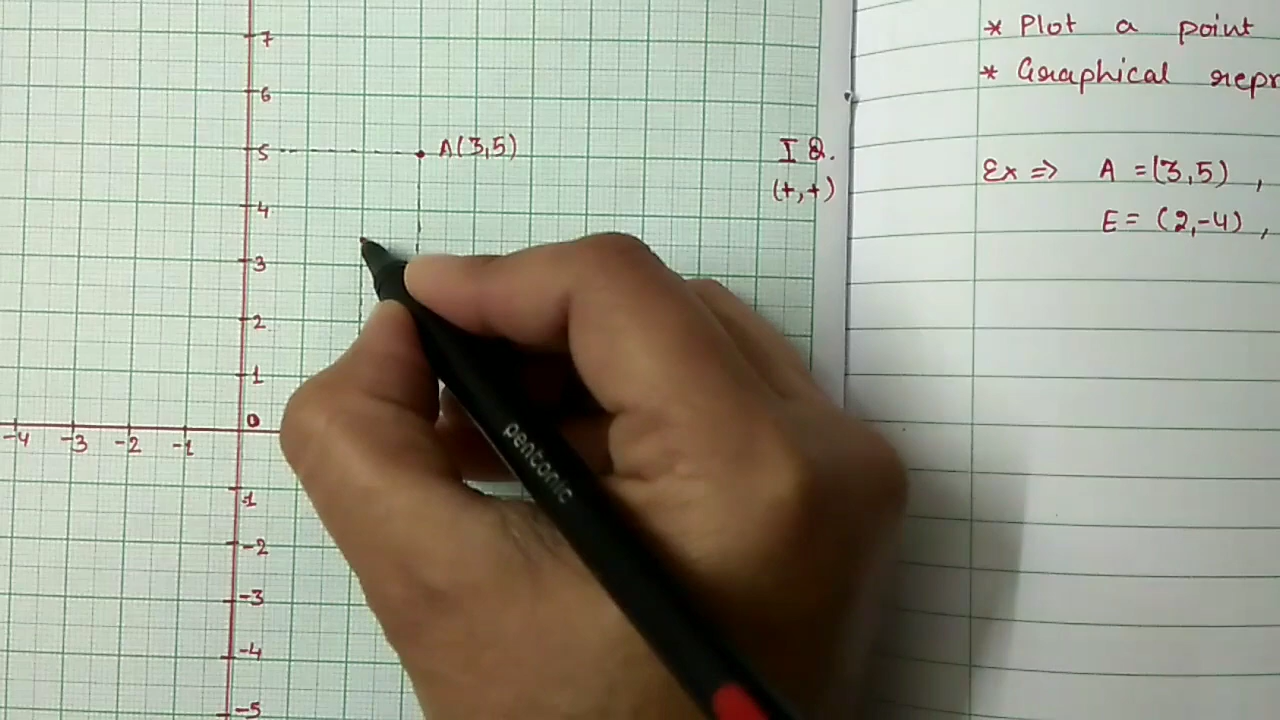 7
6
5 A(3,5)
I Q.
(+,+)
4
3
2
1
0
-4 -3 -2 -1
-1
-2
-3
-4
-5
pentonic
* Plot a point
* Graphical repr
Ex ⇒ A = (3,5) ,
E = (2,-4) ,